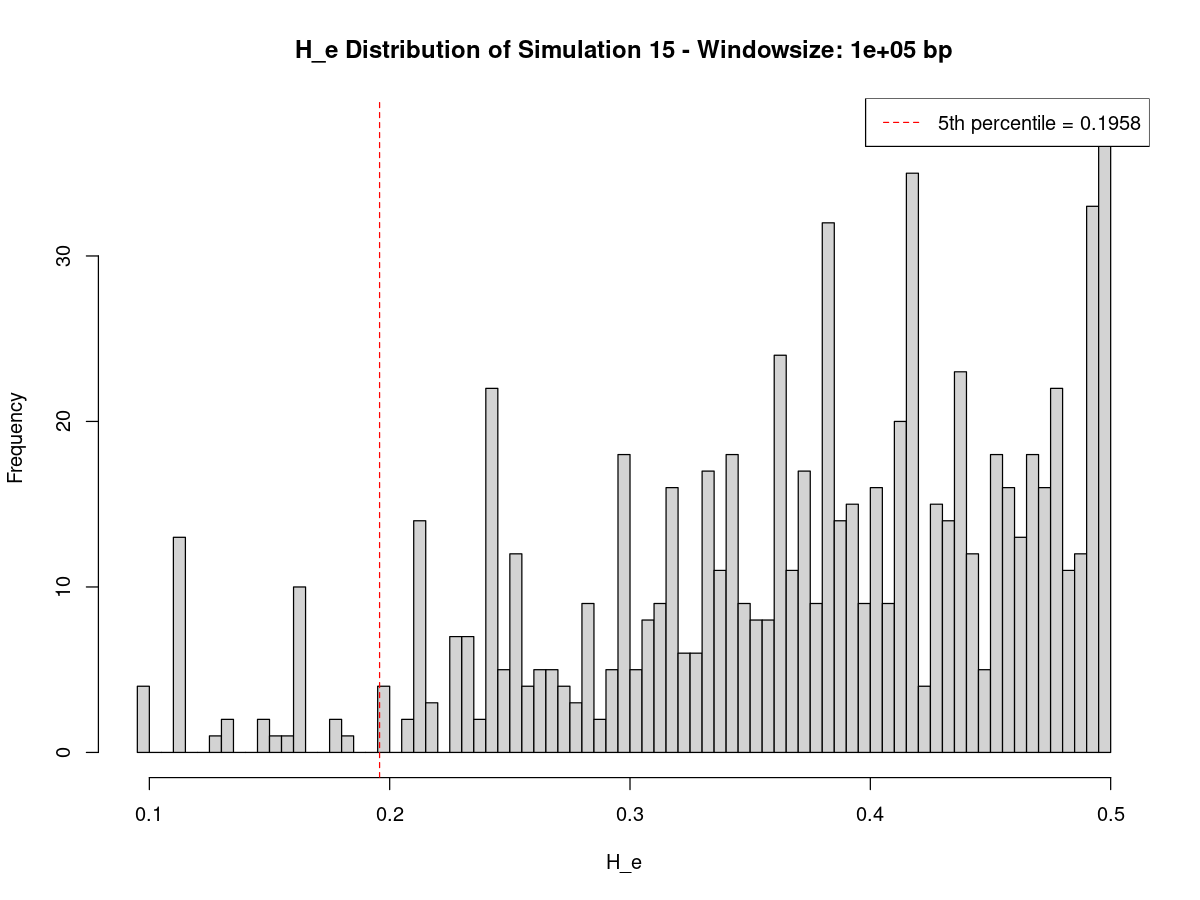 H_e Distribution of Simulation 15 - Windowsize: 1e+05 bp
5th percentile = 0.1958
Frequency
30
20
10
0
0.1 0.2 0.3 0.4 0.5
H_e